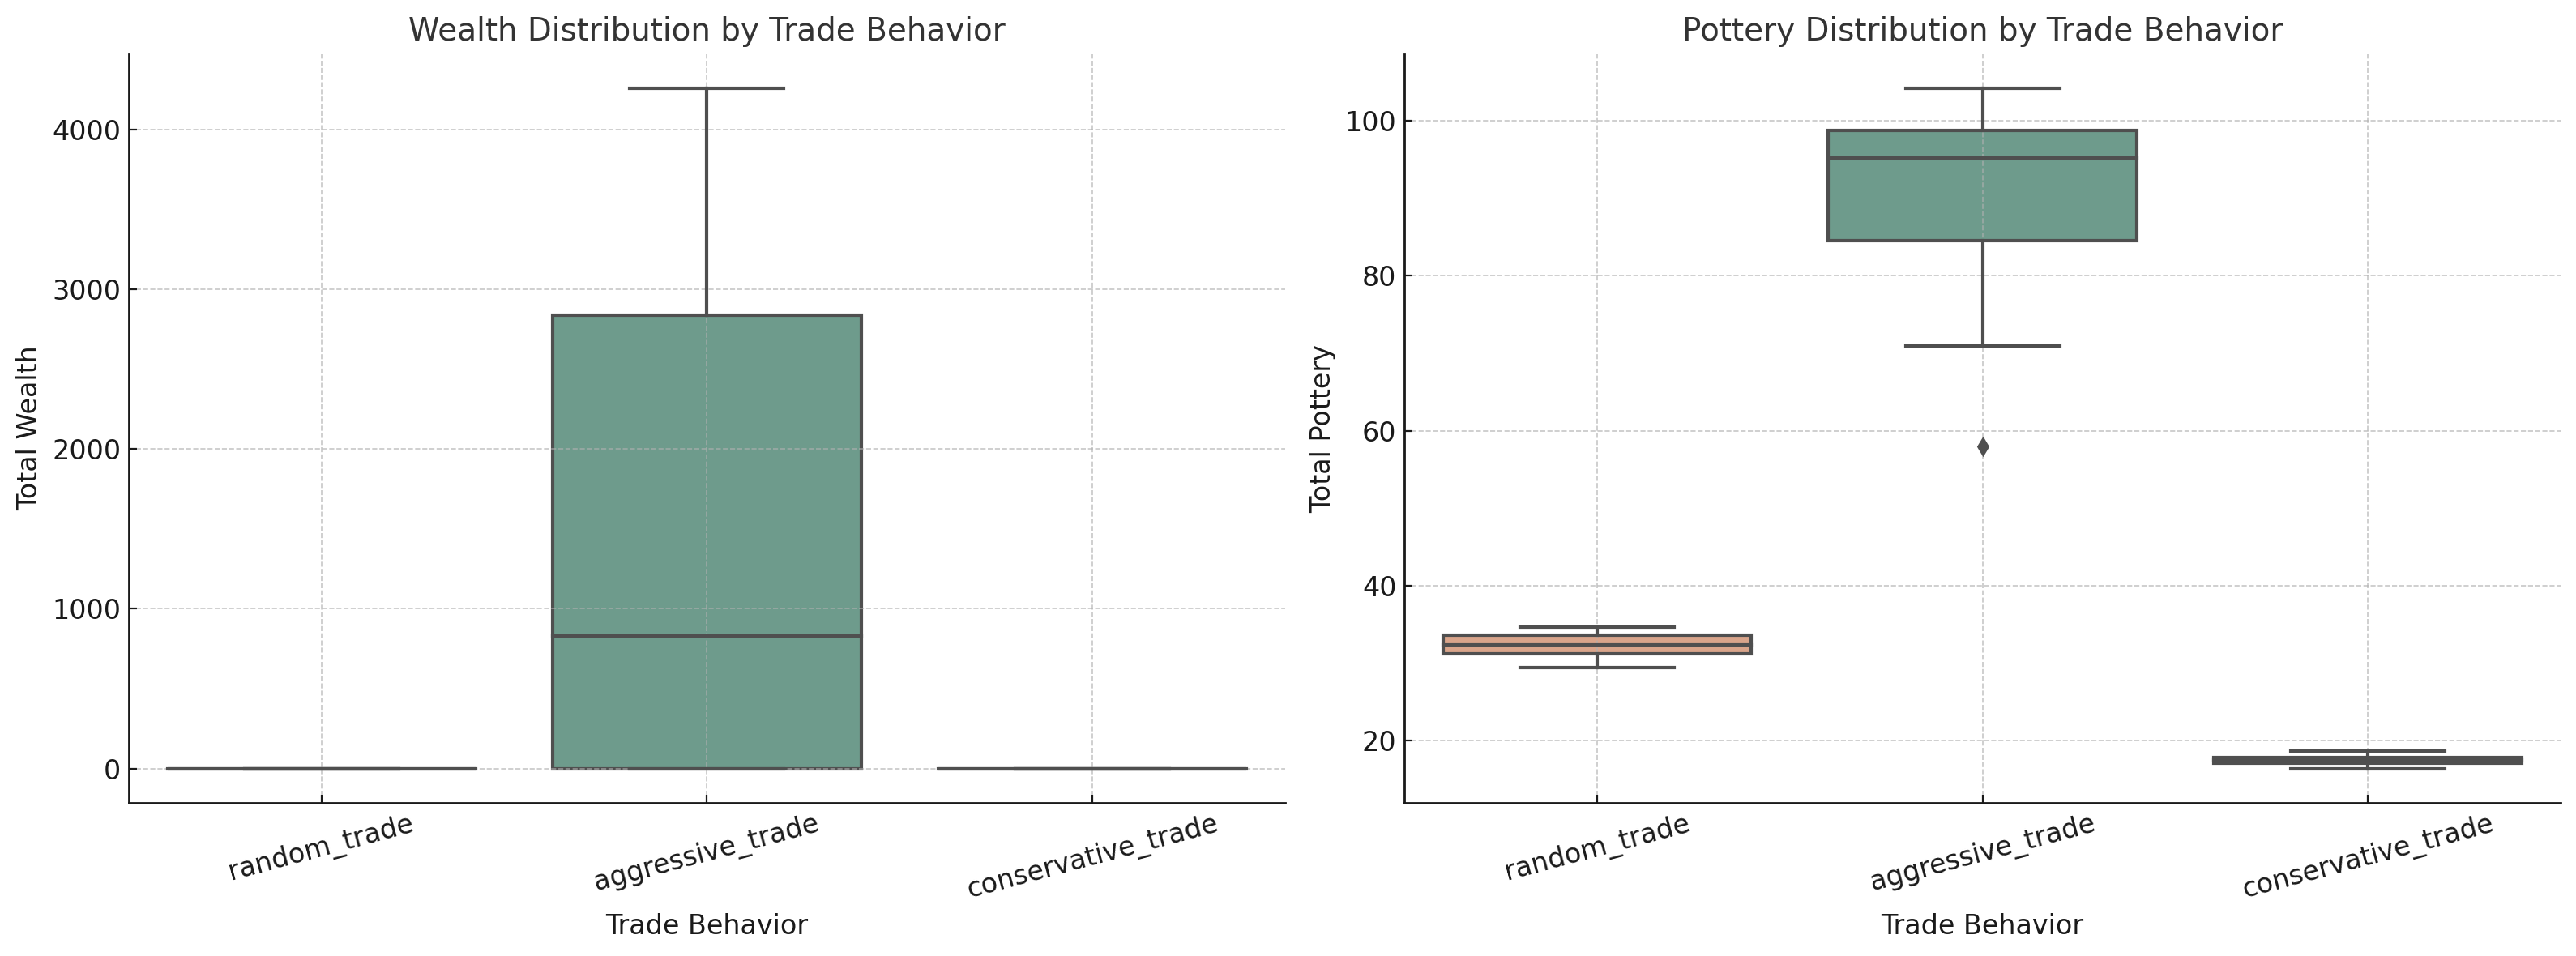 Wealth Distribution by Trade Behavior
Total Wealth
4000
3000
2000
1000
0
random_trade
aggressive_trade
conservative_trade
Trade Behavior
Pottery Distribution by Trade Behavior
Total Pottery
100
80
60
40
20
random_trade
aggressive_trade
conservative_trade
Trade Behavior